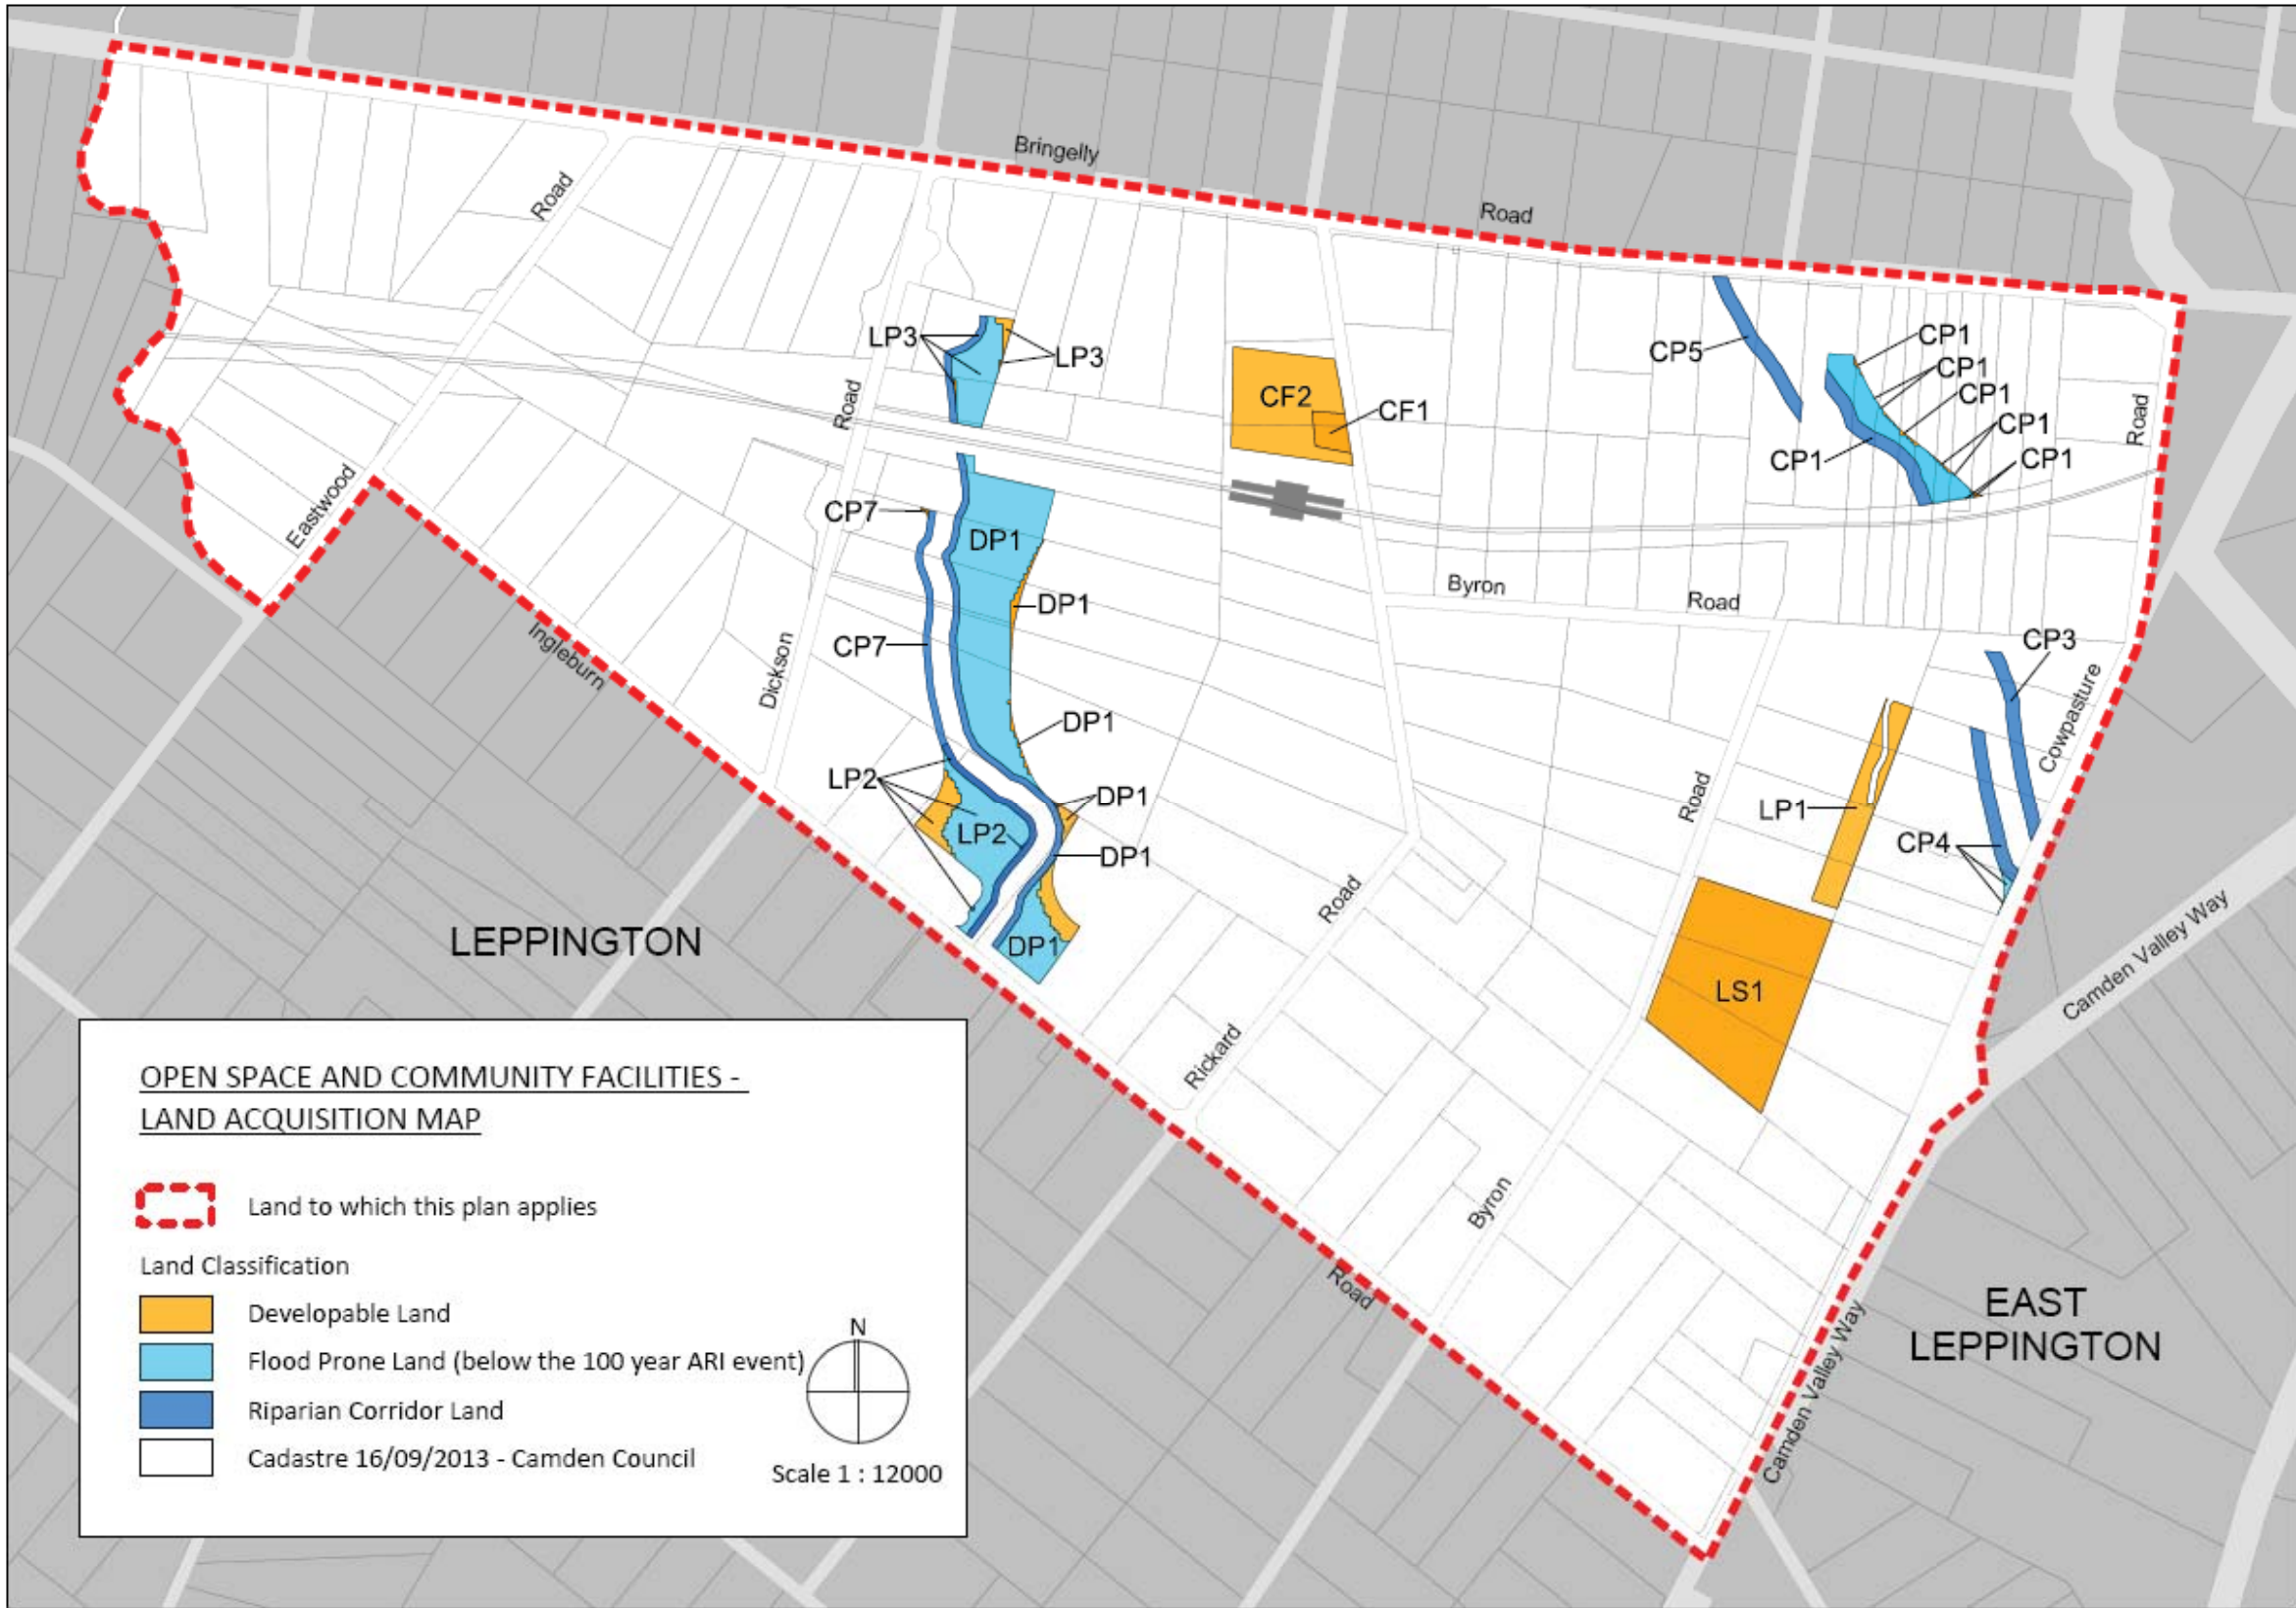 Bringelly
Road
Road
LP3
LP3
CP5
CP1
CP1
CP1
CP1
CP1
CP1
CF2
CF1
Road
Road
Eastwood
CP7
DP1
DP1
Byron
Road
CP7
CP3
Ingleburn
Dickson
Cowpasture
DP1
LP2
DP1
LP2
DP1
Road
LP1
CP4
Road
DP1
LS1
LEPPINGTON
Camden Valley Way
Rickard
Byron
Road
Camden Valley Way
EAST
LEPPINGTON
OPEN SPACE AND COMMUNITY FACILITIES -
LAND ACQUISITION MAP
Land to which this plan applies
Land Classification
Developable Land
Flood Prone Land (below the 100 year ARI event)
Riparian Corridor Land
Cadastre 16/09/2013 - Camden Council
N
Scale 1 : 12000